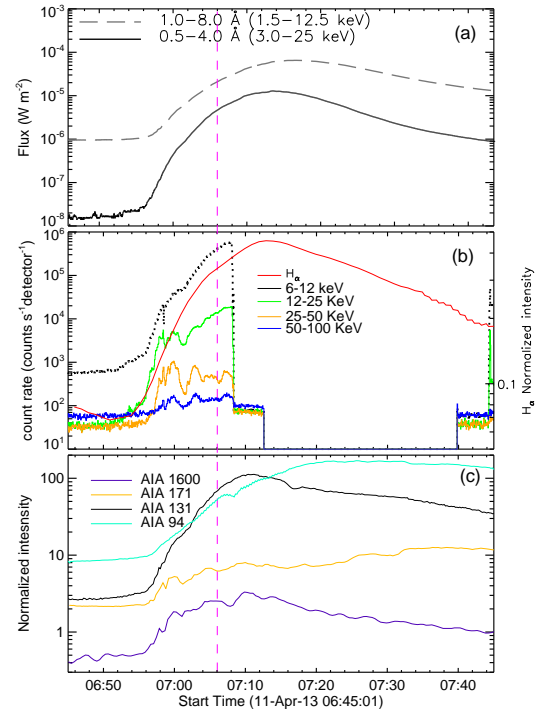 1.0−8.0 Å (1.5−12.5 keV)
0.5−4.0 Å (3.0−25 keV)
(a)
Flux (W m⁻²)
10⁻³
10⁻⁴
10⁻⁵
10⁻⁶
10⁻⁷
10⁻⁸
(b)
Hα
6-12 keV
12-25 KeV
25-50 KeV
50-100 KeV
count rate (counts s⁻¹ detector⁻¹)
10⁶
10⁵
10⁴
10³
10²
10¹
0.1
Hα Normalized intensity
(c)
AIA 1600
AIA 171
AIA 131
AIA 94
Normalized intesnsity
100
10
1
06:50 07:00 07:10 07:20 07:30 07:40
Start Time (11-Apr-13 06:45:01)